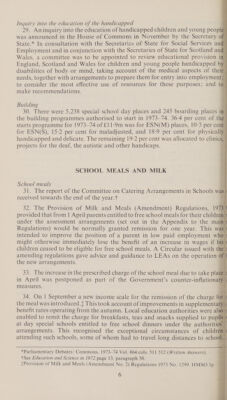 Inquiry into the education of the handicapped
29. An inquiry into the education of handicapped children and young people
was announced in the House of Commons in November by the Secretary of
State.* In consultation with the Secretaries of State for Social Services and
Employment and in conjunction with the Secretaries of State for Scotland and
Wales, a committee was to be appointed to review educational provision in
England, Scotland and Wales for children and young people handicapped by
disabilities of body or mind, taking account of the medical aspects of their
needs, together with arrangements to prepare them for entry into employment;
to consider the most effective use of resources for these purposes; and to
make recommendations.
Building
30. There were 5,238 special school day places and 245 boarding places in
the building programmes authorised to start in 1973-74. 36·4 per cent of the
starts programme for 1973-74 of £11·9m was for ESN(M) places, 10·5 per cent
for ESN(S), 15·2 per cent for maladjusted, and 18·9 per cent for physically
handicapped and delicate. The remaining 19·2 per cent was allocated to clinics,
projects for the deaf, the autistic and other handicaps.
SCHOOL MEALS AND MILK
School meals
31. The report of the Committee on Catering Arrangements in Schools was
received towards the end of the year.†
32. The Provision of Milk and Meals (Amendment) Regulations, 1973
provided that from 1 April parents entitled to free school meals for their children
under the assessment arrangements (set out in the Appendix to the main
Regulations) would be normally granted remission for one year. This was
intended to improve the position of a parent in low paid employment who
might otherwise immediately lose the benefit of an increase in wages if his
children ceased to be eligible for free school meals. A Circular issued with the
amending regulations gave advice and guidance to LEAs on the operation of
the new arrangements.
33. The increase in the prescribed charge of the school meal due to take place
in April was postponed as part of the Government's counter-inflationary
measures.
34. On 1 September a new income scale for the remission of the charge for
the meal was introduced.‡ This took account of improvements in supplementary
benefit rates operating from the autumn. Local education authorities were also
enabled to remit the charge for breakfasts, teas and snacks supplied to pupils
at day special schools entitled to free school dinners under the authorities'
arrangements. This recognised the exceptional circumstances of children
attending such schools, some of whom had to travel long distances to school.
*Parliamentary Debates: Commons, 1973-74 Vol. 864 cols. 511/512 (Written Answers).
†See Education and Science in 1972 page 13, paragraph 38.
‡Provision of Milk and Meals (Amendment No. 2) Regulations 1973 No. 1299. HMSO 3p
6